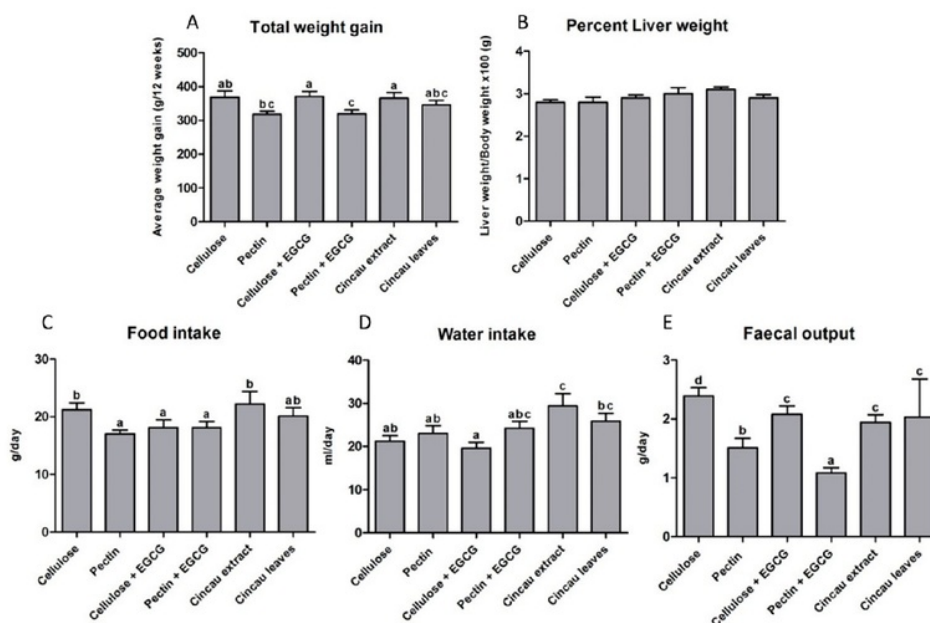 A
Total weight gain
Average weight gain (g/12 weeks)
500
400
300
200
100
0
ab
bc
a
c
a
abc
Cellulose
Pectin
Cellulose + EGCG
Pectin + EGCG
Cincau extract
Cincau leaves
B
Percent Liver weight
Liver weight/Body weight x100 (g)
4
3
2
1
0
Cellulose
Pectin
Cellulose + EGCG
Pectin + EGCG
Cincau extract
Cincau leaves
C
Food intake
g/day
30
20
10
0
b
a
a
a
b
ab
Cellulose
Pectin
Cellulose + EGCG
Pectin + EGCG
Cincau extract
Cincau leaves
D
Water intake
ml/day
40
30
20
10
0
ab
ab
a
abc
c
bc
Cellulose
Pectin
Cellulose + EGCG
Pectin + EGCG
Cincau extract
Cincau leaves
E
Faecal output
g/day
3
2
1
0
d
b
c
a
c
c
Cellulose
Pectin
Cellulose + EGCG
Pectin + EGCG
Cincau extract
Cincau leaves